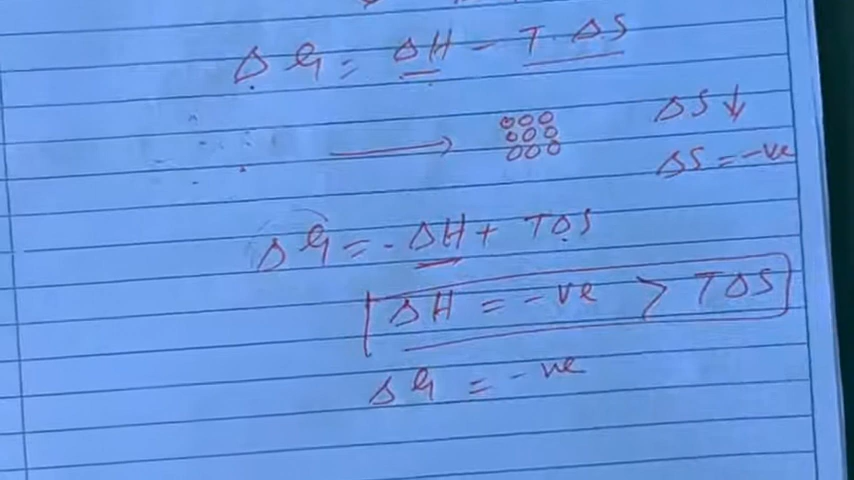 ΔG = ΔH - T.ΔS
ΔS↓
ΔS = -ve
ΔG = -ΔH + TΔS
ΔH = -ve > TΔS
ΔG = -ve